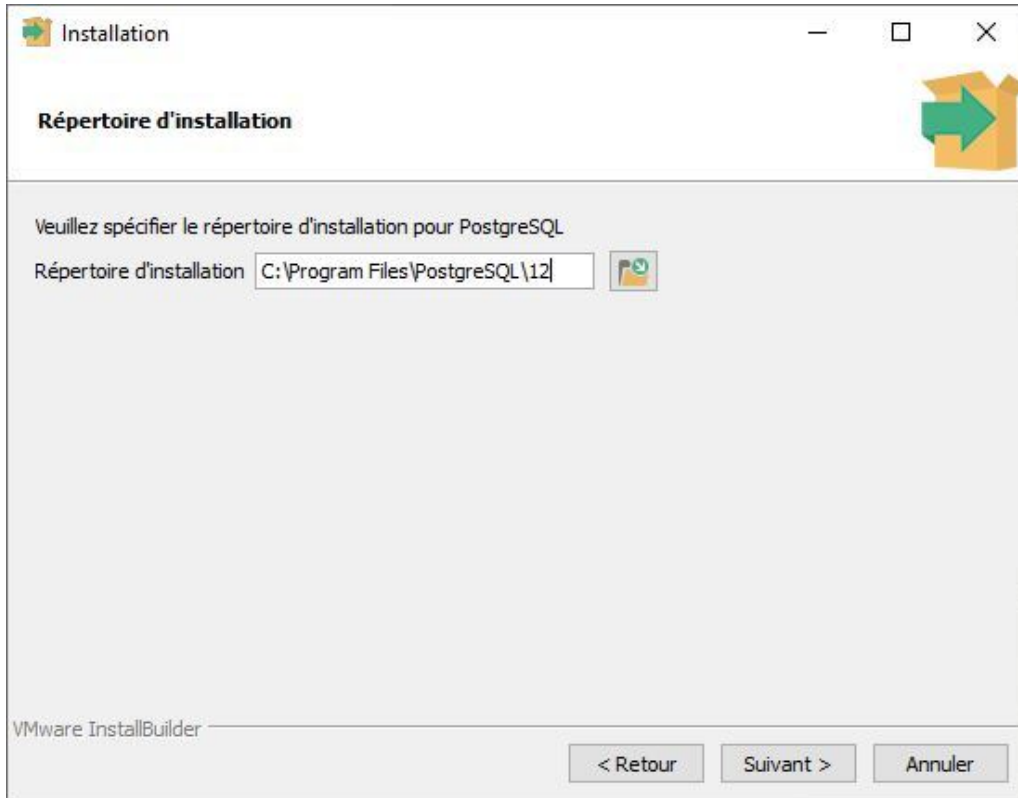 Installation
Répertoire d'installation
Veuillez spécifier le répertoire d'installation pour PostgreSQL
Répertoire d'installation C:\Program Files\PostgreSQL\12
VMware InstallBuilder
< Retour Suivant > Annuler